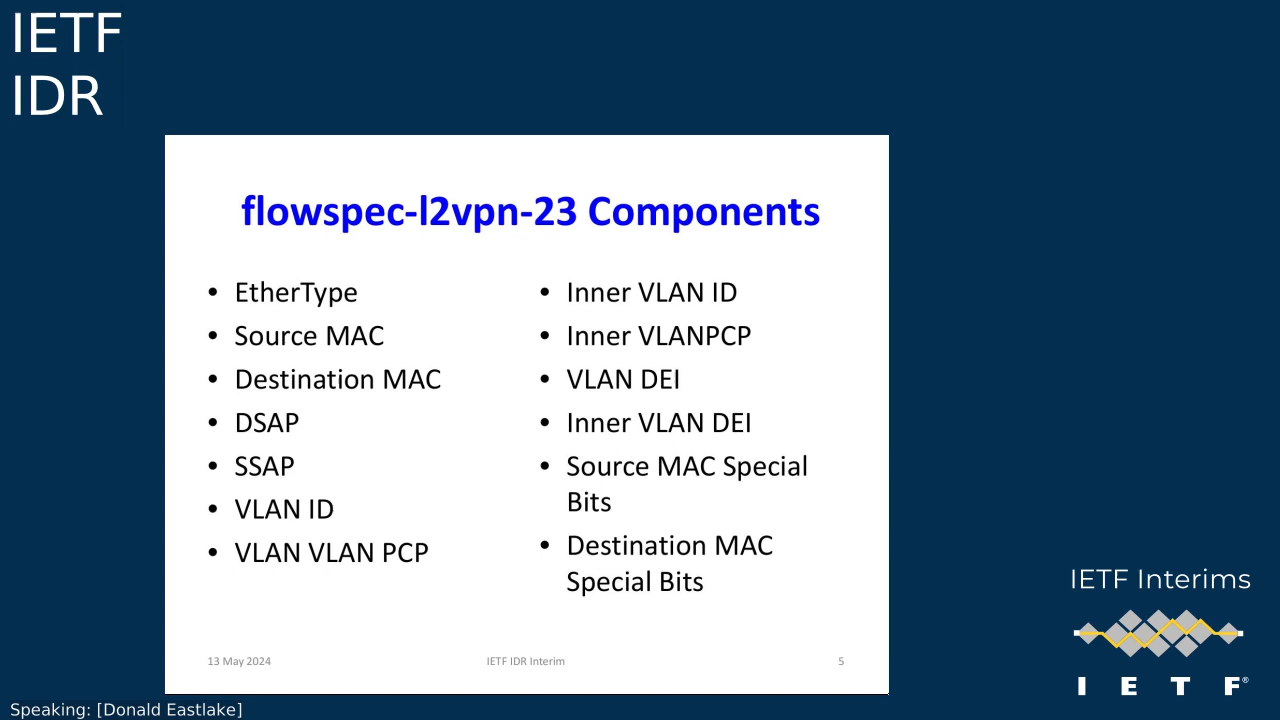 IETF
IDR
flowspec-l2vpn-23 Components
• EtherType
• Source MAC
• Destination MAC
• DSAP
• SSAP
• VLAN ID
• VLAN VLAN PCP
• Inner VLAN ID
• Inner VLANPCP
• VLAN DEI
• Inner VLAN DEI
• Source MAC Special
Bits
• Destination MAC
Special Bits
13 May 2024
IETF IDR Interim
5
IETF Interims
I E T F®
Speaking: [Donald Eastlake]